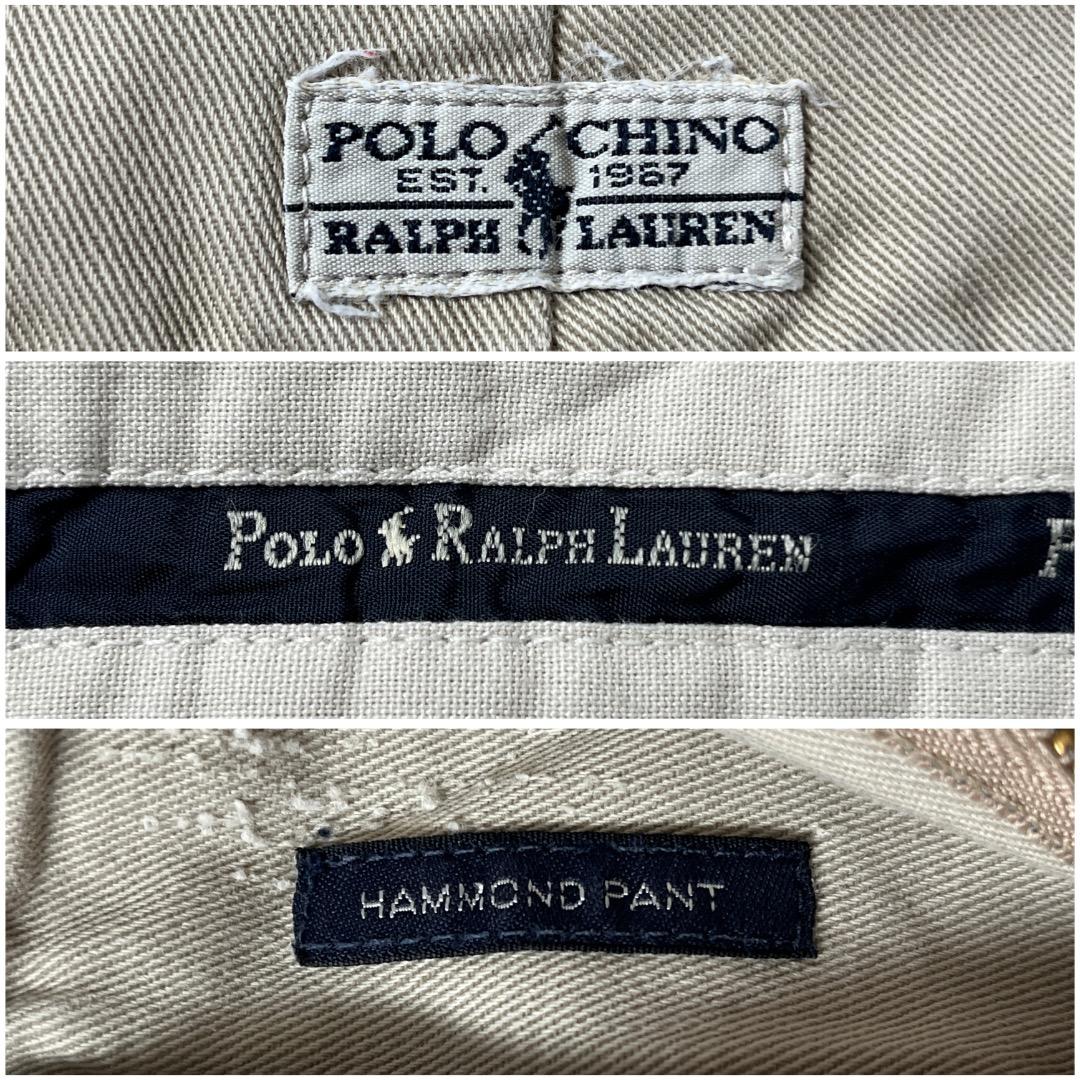 POLO CHINO
EST. 1967
RALPH LAUREN
POLO RALPH LAUREN P
HAMMOND PANT